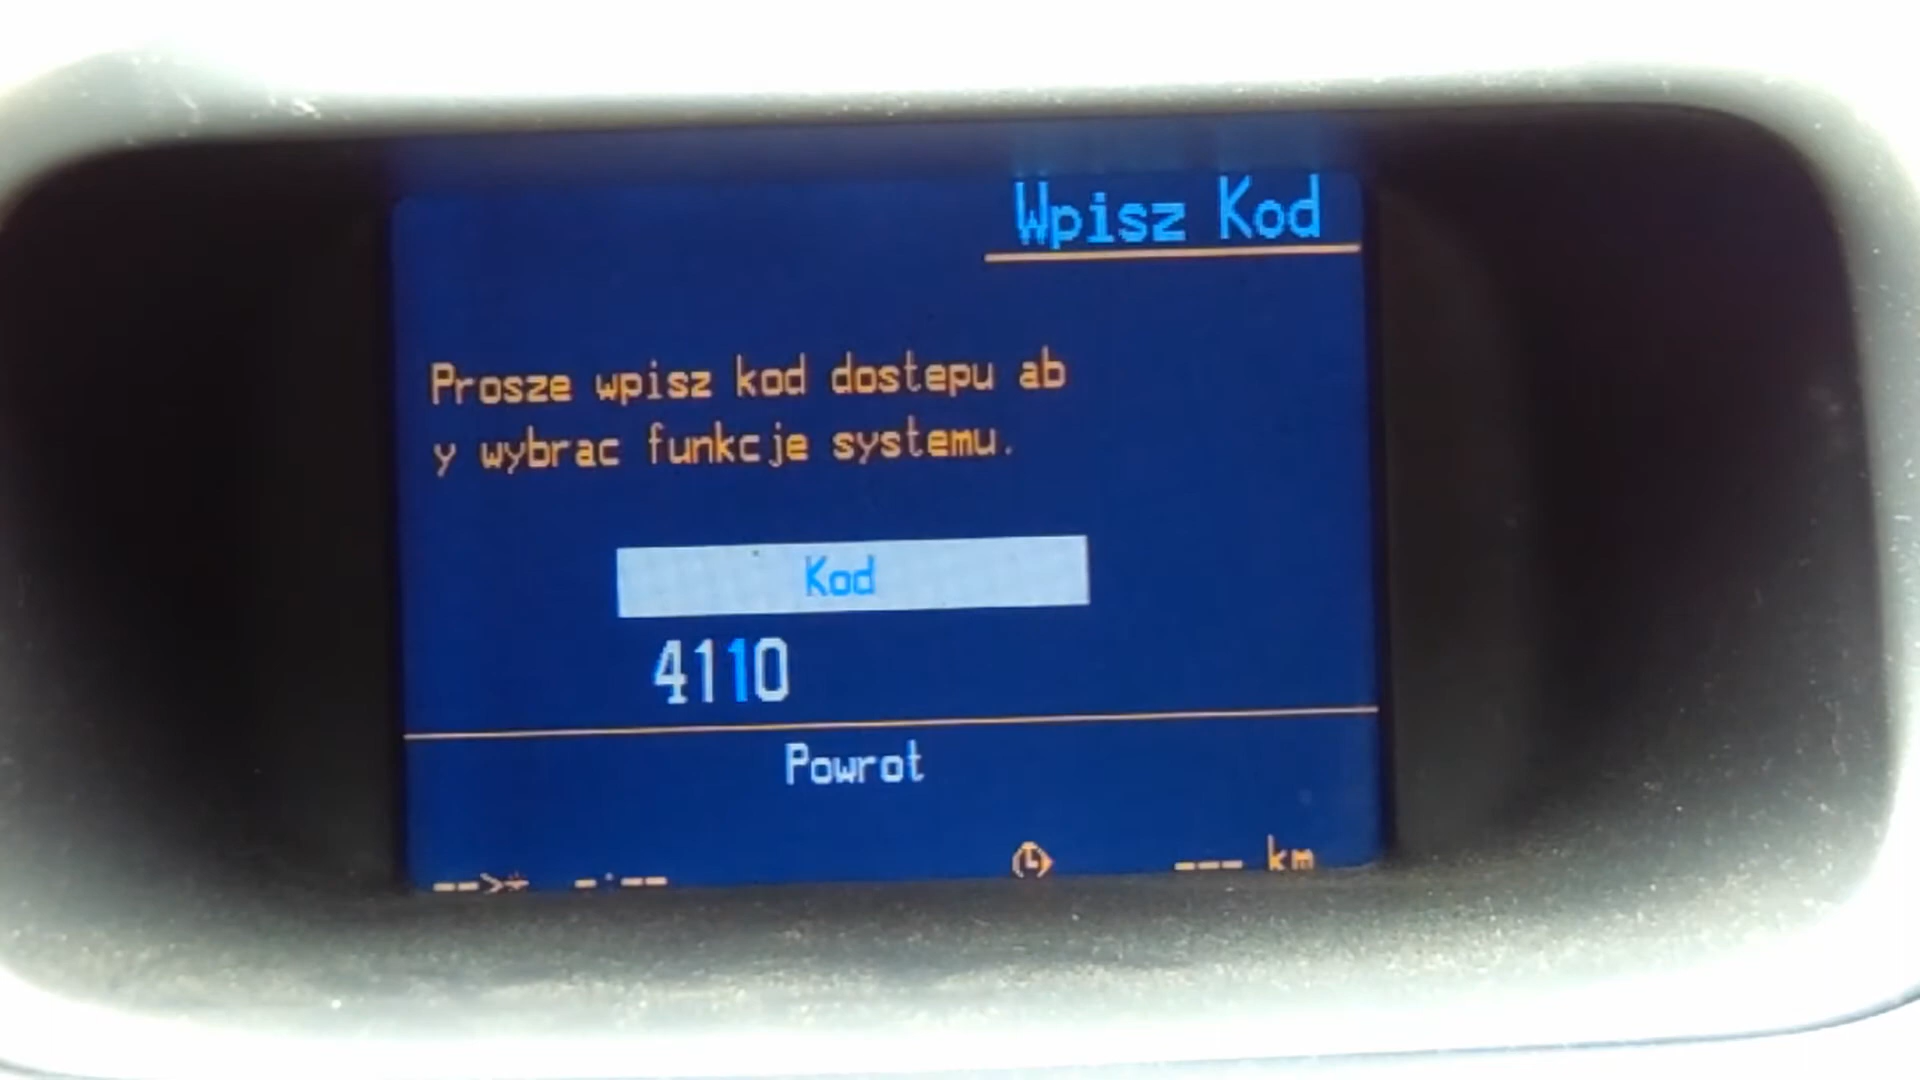 Wpisz Kod
Prosze wpisz kod dostepu ab
y wybrac funkcje systemu.
Kod
4110
Powrot
--->* -:-- --- km